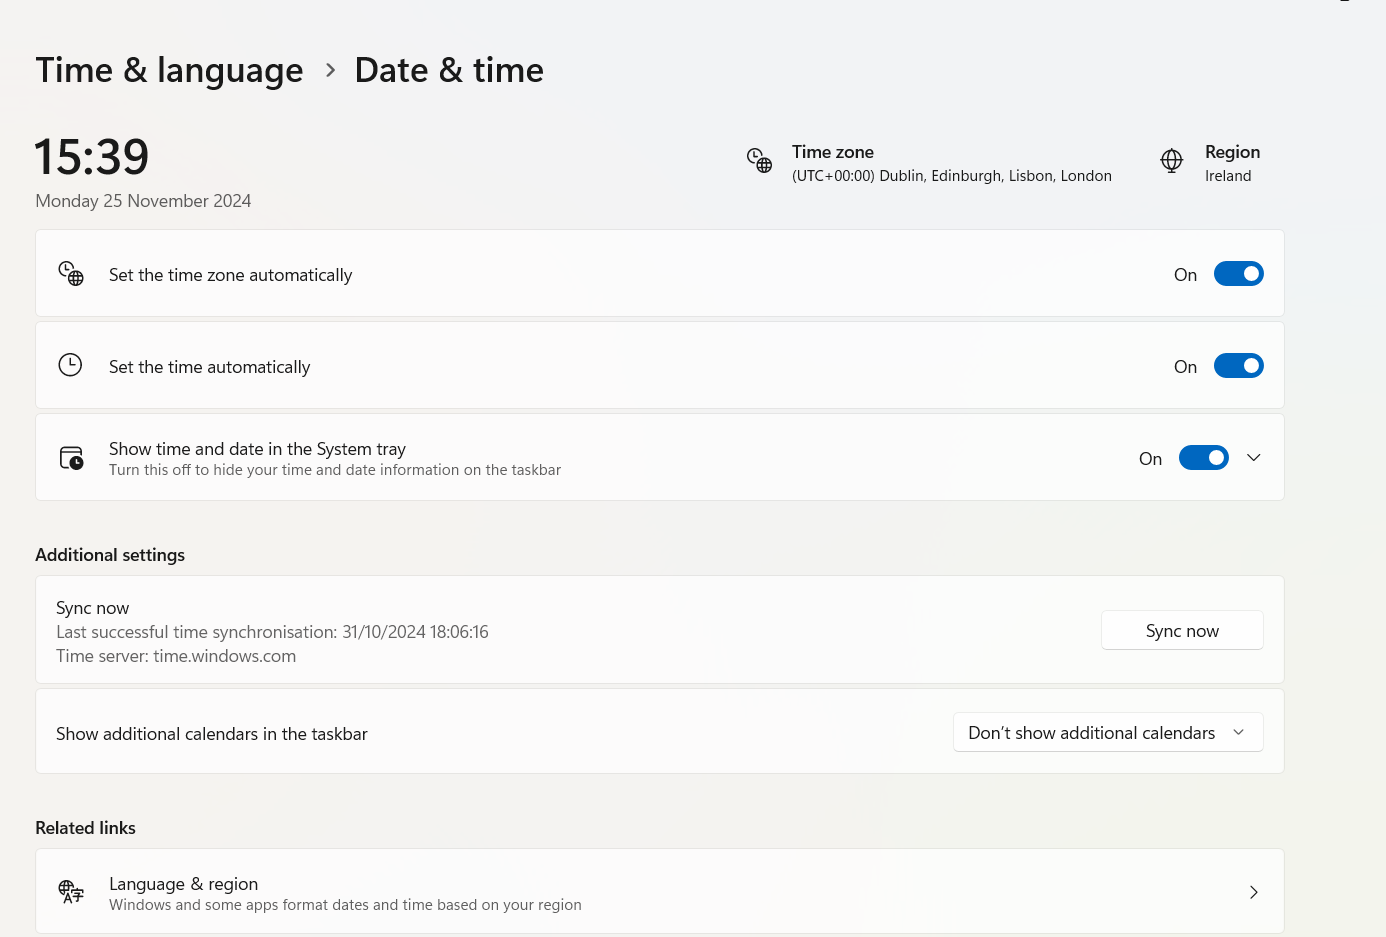 Time & language > Date & time
15:39
Monday 25 November 2024
Time zone
(UTC+00:00) Dublin, Edinburgh, Lisbon, London
Region
Ireland
Set the time zone automatically
On
Set the time automatically
On
Show time and date in the System tray
Turn this off to hide your time and date information on the taskbar
On
Additional settings
Sync now
Last successful time synchronisation: 31/10/2024 18:06:16
Time server: time.windows.com
Sync now
Show additional calendars in the taskbar
Don't show additional calendars
Related links
Language & region
Windows and some apps format dates and time based on your region